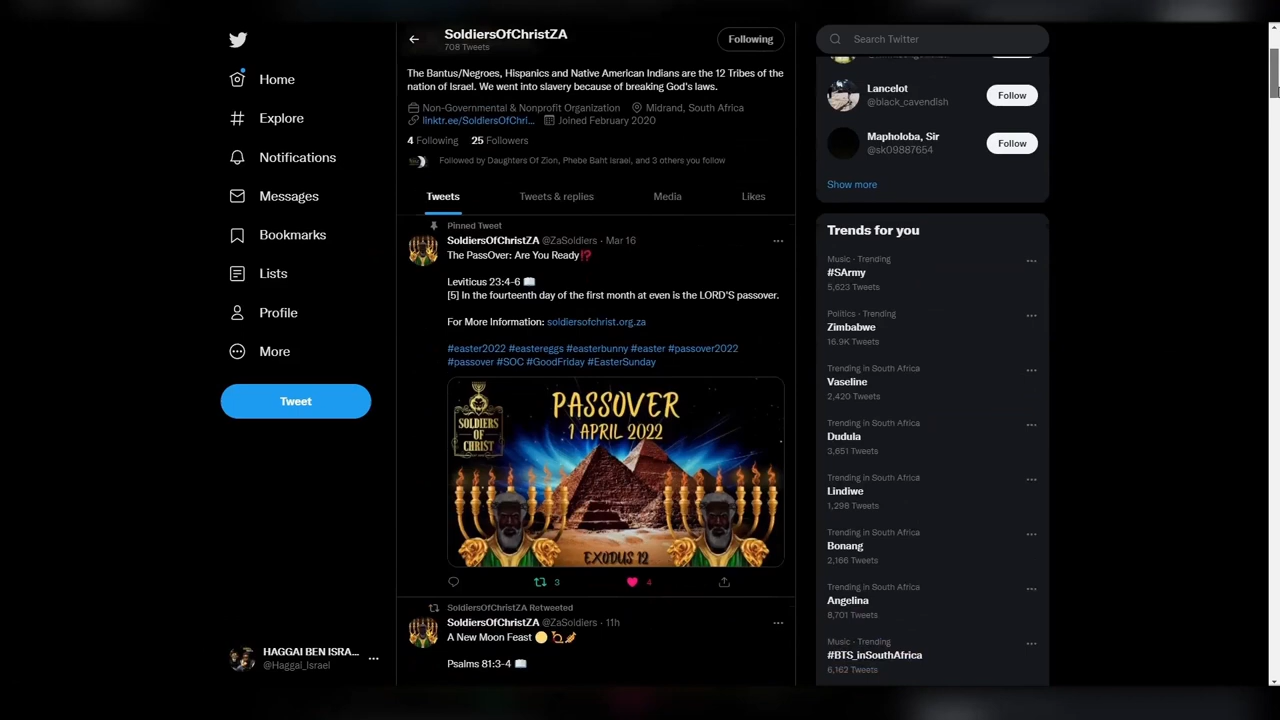 Home
Explore
Notifications
Messages
Bookmarks
Lists
Profile
More
Tweet
HAGGAI BEN ISRA...
@Haggai_Israel
SoldiersOfChristZA
708 Tweets
Following
The Bantus/Negroes, Hispanics and Native American Indians are the 12 Tribes of the
nation of Israel. We went into slavery because of breaking God's laws.
Non-Governmental & Nonprofit Organization Midrand, South Africa
linktr.ee/SoldiersOfChri... Joined February 2020
4 Following 25 Followers
Followed by Daughters Of Zion, Phebe Baht Israel, and 3 others you follow
Tweets Tweets & replies Media Likes
Pinned Tweet
SoldiersOfChristZA @ZaSoldiers · Mar 16
The PassOver: Are You Ready⁉️
Leviticus 23:4-6 📖
[5] In the fourteenth day of the first month at even is the LORD'S passover.
For More Information: soldiersofchrist.org.za
#easter2022 #eastereggs #easterbunny #easter #passover2022
#passover #SOC #GoodFriday #EasterSunday
SOLDIERS
OF
CHRIST
PASSOVER
1 APRIL 2022
EXODUS 12
3 4
SoldiersOfChristZA Retweeted
SoldiersOfChristZA @ZaSoldiers · 11h
A New Moon Feast
Psalms 81:3-4 📖
Search Twitter
Lancelot
@black_cavendish
Follow
Mapholoba, Sir
@sk09887654
Follow
Show more
Trends for you
Music · Trending
#SArmy
5,623 Tweets
Politics · Trending
Zimbabwe
16.9K Tweets
Trending in South Africa
Vaseline
2,420 Tweets
Trending in South Africa
Dudula
3,651 Tweets
Trending in South Africa
Lindiwe
1,298 Tweets
Trending in South Africa
Bonang
2,166 Tweets
Trending in South Africa
Angelina
8,701 Tweets
Music · Trending
#BTS_inSouthAfrica
6,162 Tweets